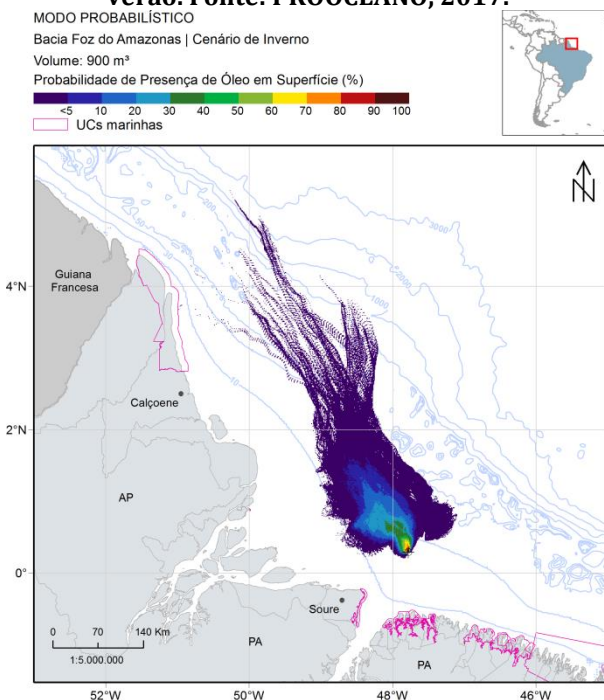 Verão. Fonte: PROOCEANO, 2017.
MODO PROBABILÍSTICO
Bacia Foz do Amazonas | Cenário de Inverno
Volume: 900 m³
Probabilidade de Presença de Óleo em Superfície (%)
<5 10 20 30 40 50 60 70 80 90 100
UCs marinhas
N
3000
2000
1000
Guiana
Francesa
4°N
Calçoene
2°N
AP
0°
Soure
0 70 140 Km
1:5.000.000
PA
PA
52°W 50°W 48°W 46°W